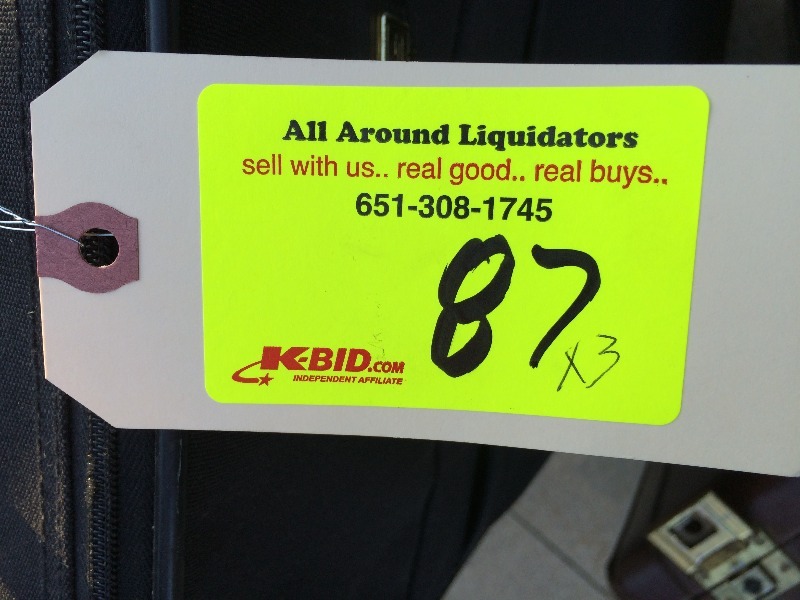 All Around Liquidators
sell with us.. real good.. real buys..
651-308-1745
87
x3
K-BID.COM
INDEPENDENT AFFILIATE